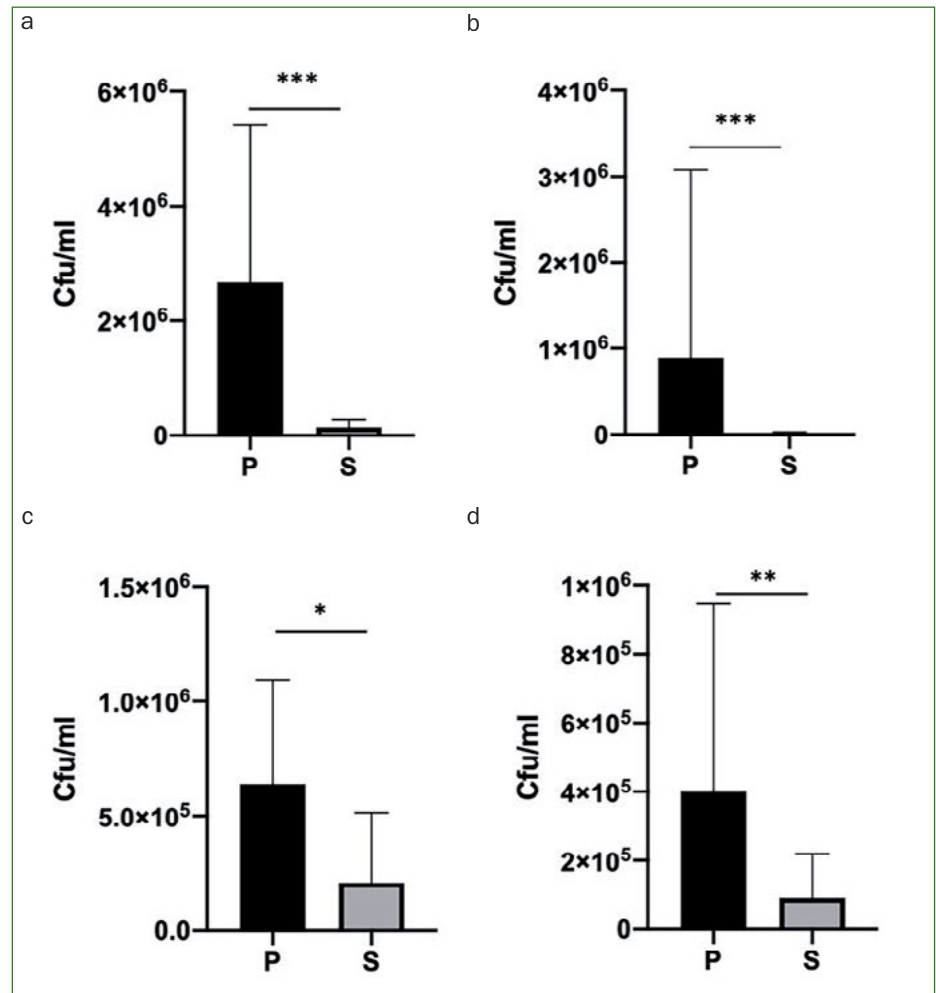 a
***
6×10⁶
4×10⁶
2×10⁶
0
Cfu/ml
P S
b
***
4×10⁶
3×10⁶
2×10⁶
1×10⁶
0
Cfu/ml
P S
c
*
1.5×10⁶
1.0×10⁶
5.0×10⁵
0.0
Cfu/ml
P S
d
**
1×10⁶
8×10⁵
6×10⁵
4×10⁵
2×10⁵
0
Cfu/ml
P S